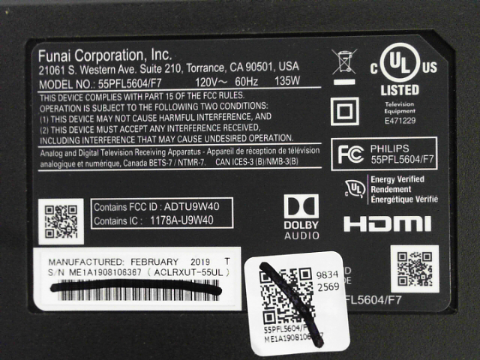 Funai Corporation, Inc.
21061 S. Western Ave. Suite 210, Torrance, CA 90501, USA
MODEL NO.: 55PFL5604/F7 120V~ 60Hz 135W
THIS DEVICE COMPLIES WITH PART 15 OF THE FCC RULES.
OPERATION IS SUBJECT TO THE FOLLOWING TWO CONDITIONS:
(1) THIS DEVICE MAY NOT CAUSE HARMFUL INTERFERENCE, AND
(2) THIS DEVICE MUST ACCEPT ANY INTERFERENCE RECEIVED,
INCLUDING INTERFERENCE THAT MAY CAUSE UNDESIRED OPERATION.
Analog and Digital Television Receiving Apparatus - Appareil de réception de télévision
analogique et numérique, Canada BETS-7 / NTMR-7. CAN ICES-3 (B)/NMB-3(B)
C UL US
LISTED
Television
Equipment
E471229
FC PHILIPS
55PFL5604/F7
UL Energy Verified
Rendement
Énergétique Vérifié
Contains FCC ID : ADTU9W40
Contains IC : 1178A-U9W40
DOLBY
AUDIO
HDMI
MANUFACTURED: FEBRUARY 2019 T
S/N ME1A1908106367 (ACLRXUT-55UL)
9834
2569
55PFL5604/F
ME1A1908106 7
PFL5604/F7